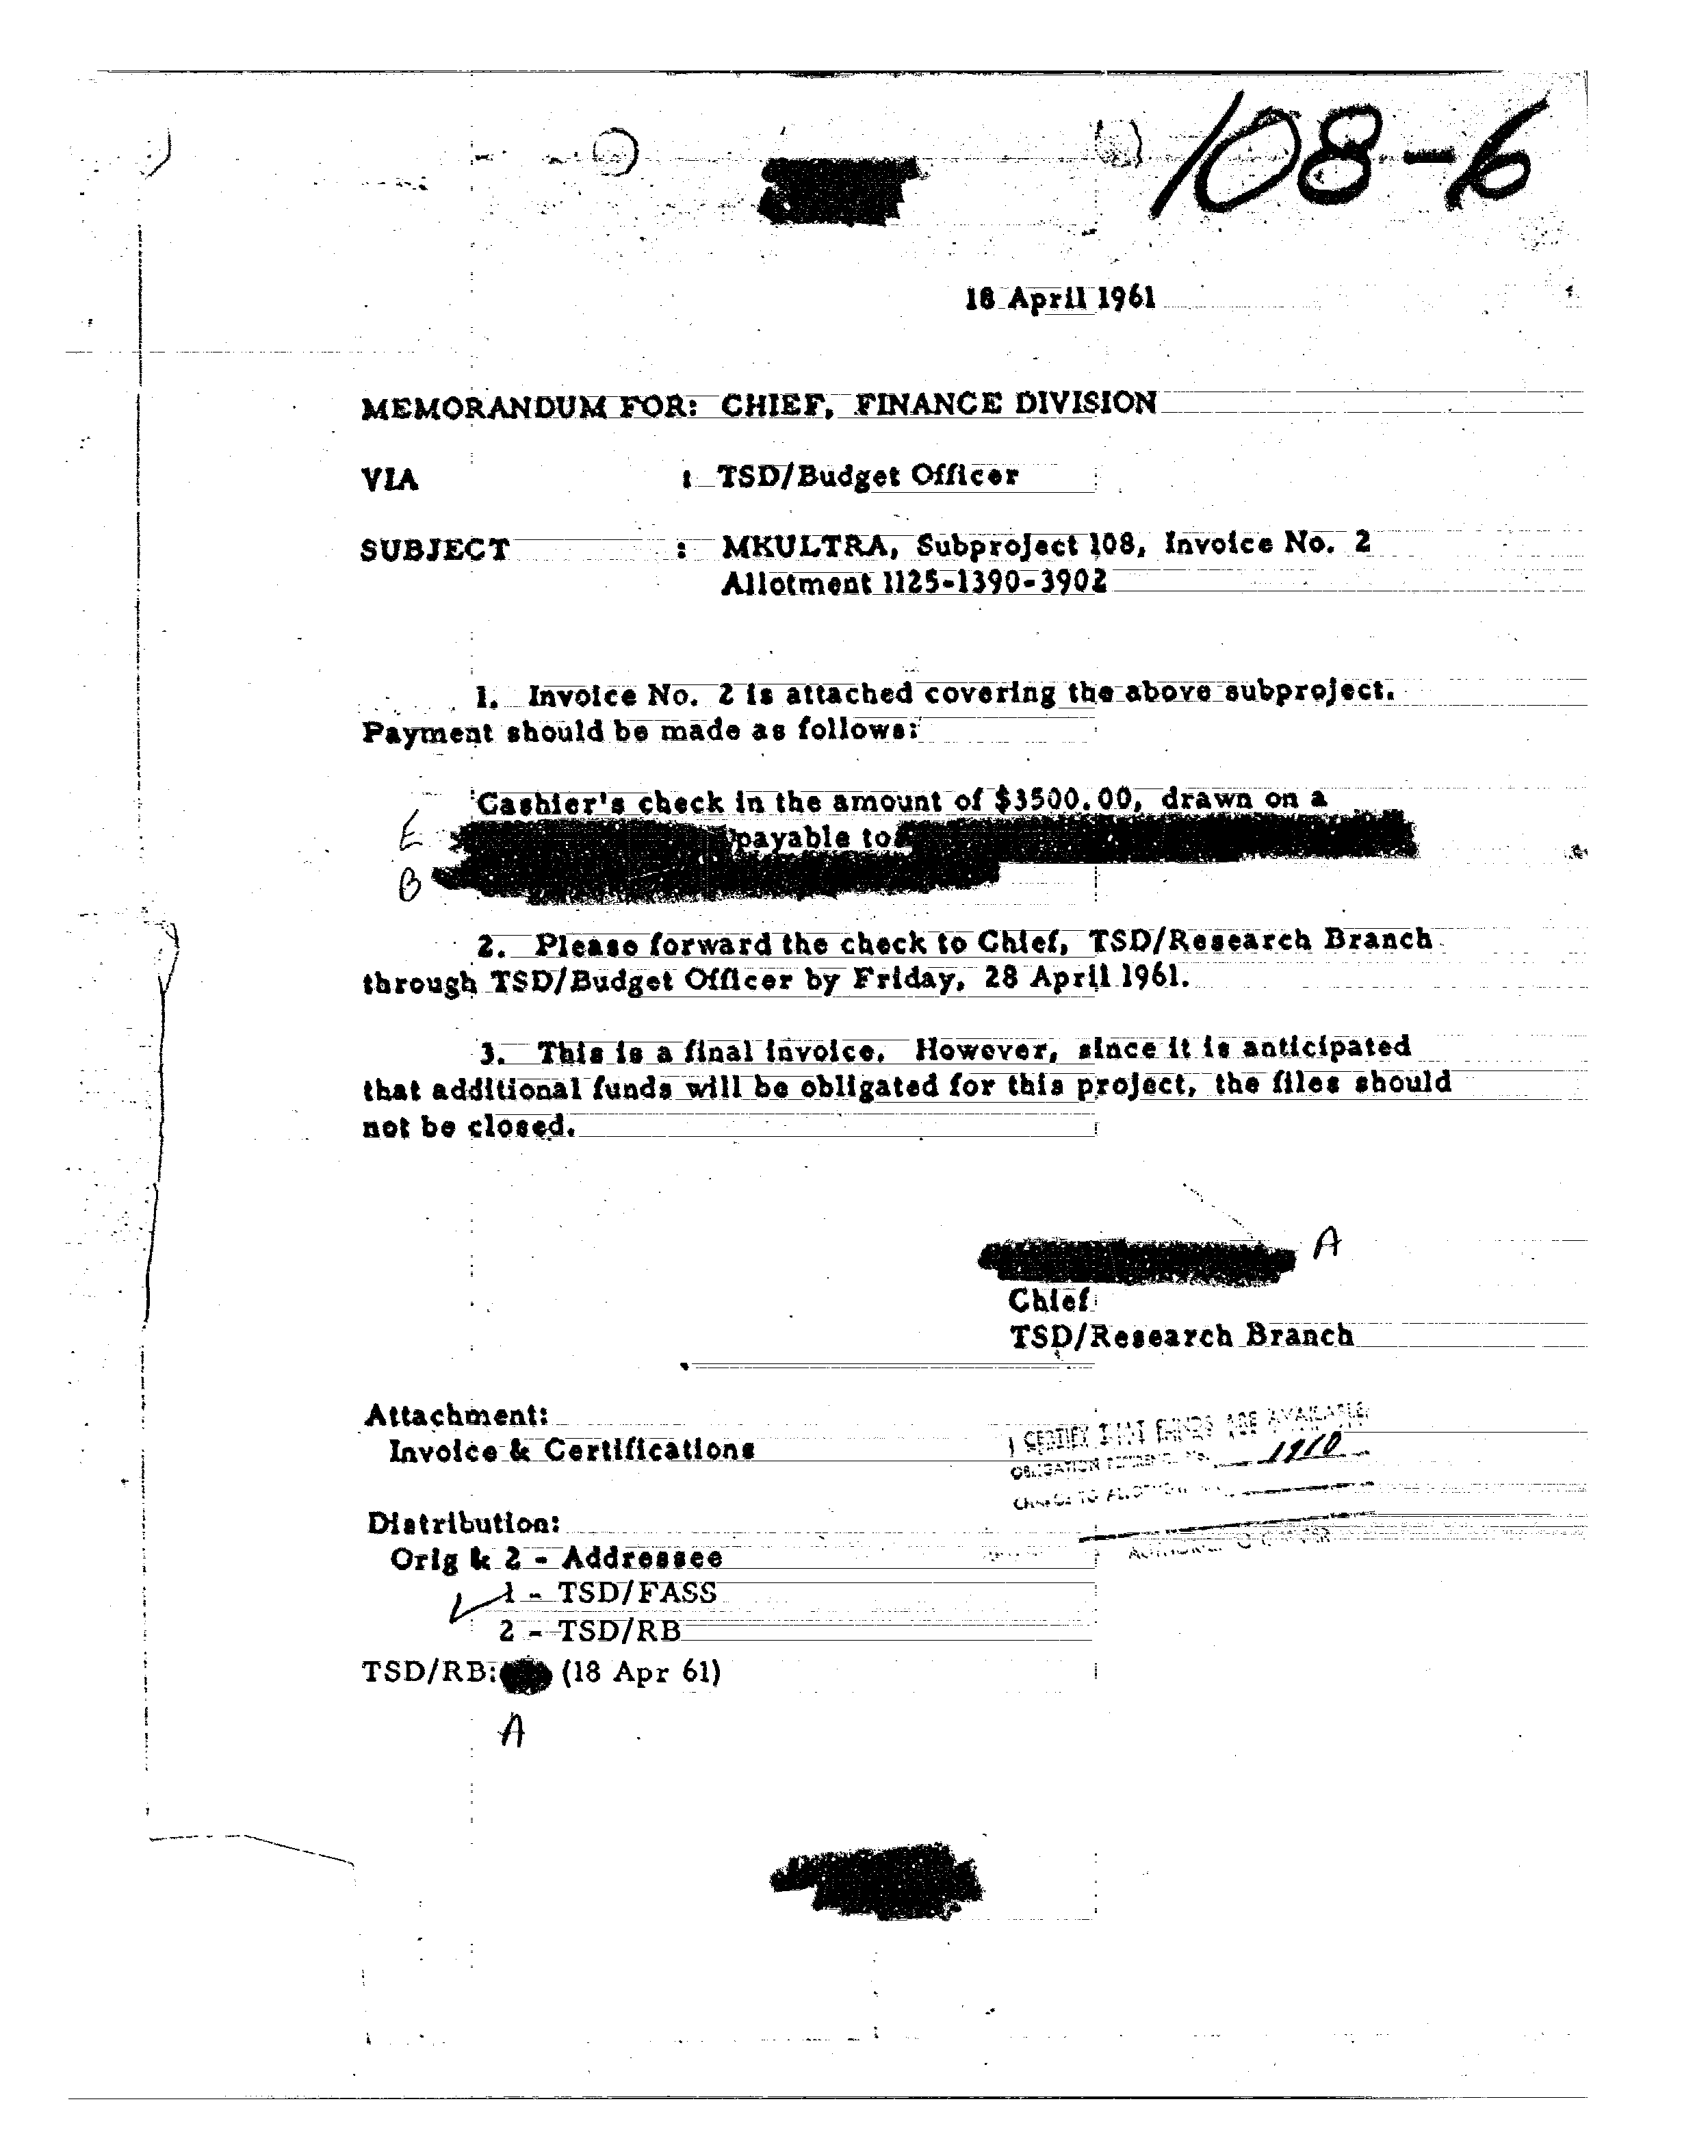 108-6
18 April 1961
MEMORANDUM FOR: CHIEF, FINANCE DIVISION
VIA : TSD/Budget Officer
SUBJECT : MKULTRA, Subproject 108, Invoice No. 2
Allotment 1125-1390-3902
1. Invoice No. 2 is attached covering the above subproject.
Payment should be made as follows:
Cashier's check in the amount of $3500.00, drawn on a
E payable to
B
2. Please forward the check to Chief, TSD/Research Branch
through TSD/Budget Officer by Friday, 28 April 1961.
3. This is a final invoice. However, since it is anticipated
that additional funds will be obligated for this project, the files should
not be closed.
A
Chief
TSD/Research Branch
Attachment:
Invoice & Certifications
I CERTIFY THAT FUNDS ARE AVAILABLE
OBLIGATION REFERENCE NO. 1910
CHARGE TO ALLOTMENT
Distribution:
Orig & 2 - Addressee
1 - TSD/FASS
2 - TSD/RB
TSD/RB: (18 Apr 61)
A